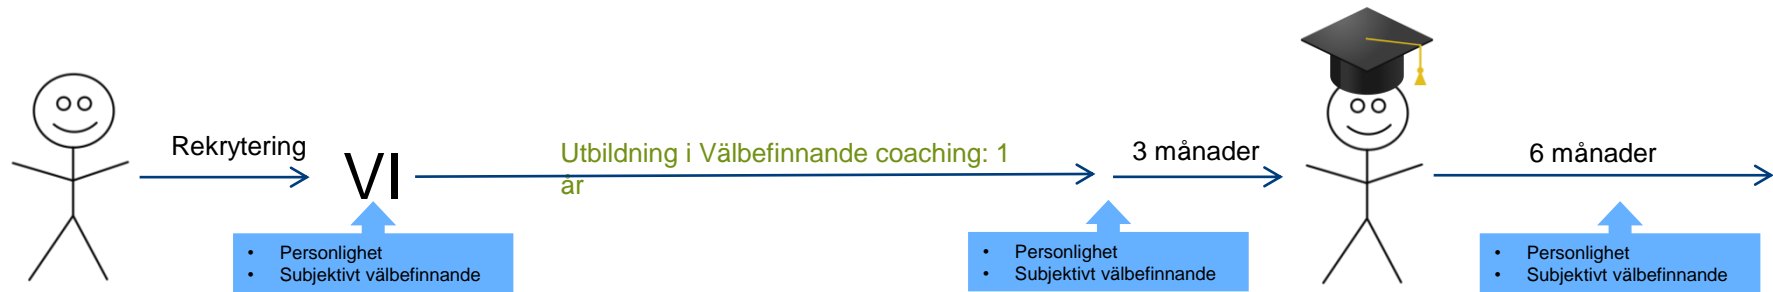 Rekrytering
VI
Utbildning i Välbefinnande coaching: 1
år
3 månader
6 månader
• Personlighet
• Subjektivt välbefinnande
• Personlighet
• Subjektivt välbefinnande
• Personlighet
• Subjektivt välbefinnande